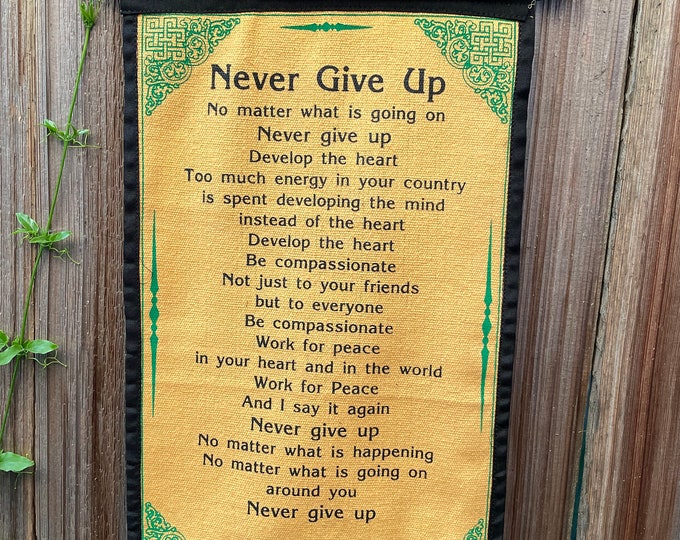 Never Give Up
No matter what is going on
Never give up
Develop the heart
Too much energy in your country
is spent developing the mind
instead of the heart
Develop the heart
Be compassionate
Not just to your friends
but to everyone
Be compassionate
Work for peace
in your heart and in the world
Work for Peace
And I say it again
Never give up
No matter what is happening
No matter what is going on
around you
Never give up